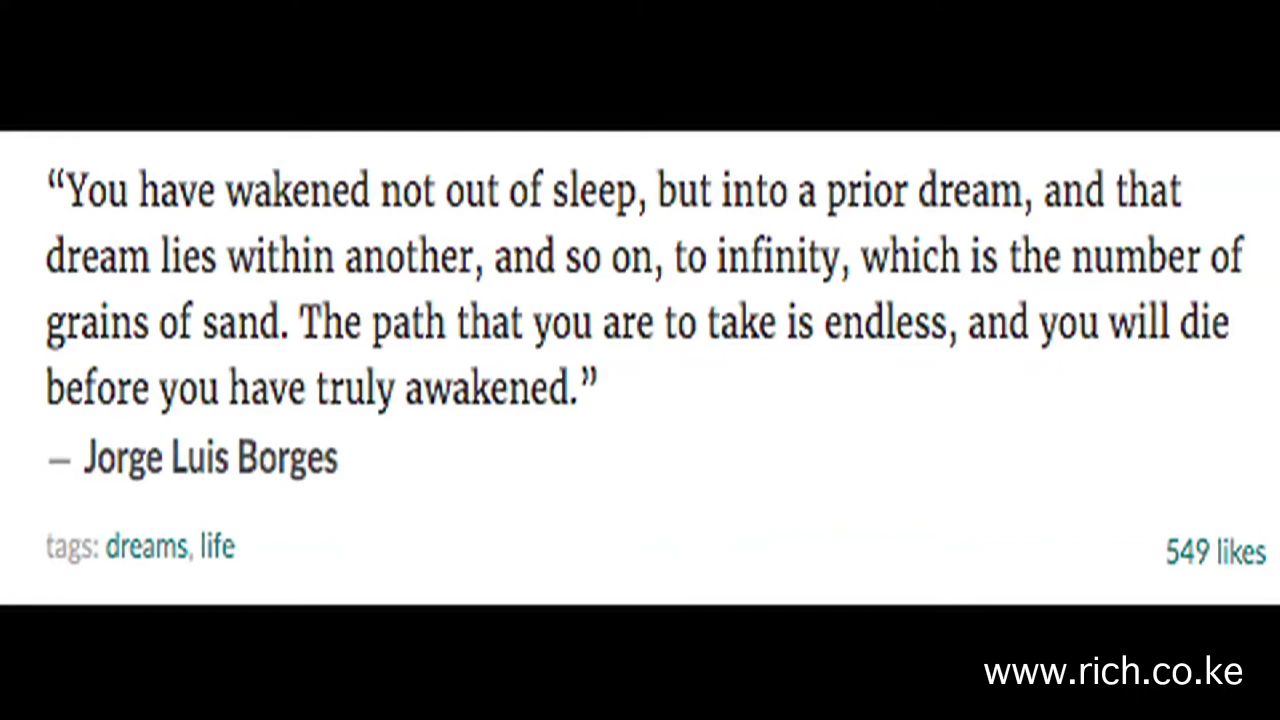 “You have wakened not out of sleep, but into a prior dream, and that
dream lies within another, and so on, to infinity, which is the number of
grains of sand. The path that you are to take is endless, and you will die
before you have truly awakened.”
— Jorge Luis Borges
tags: dreams, life
549 likes
www.rich.co.ke